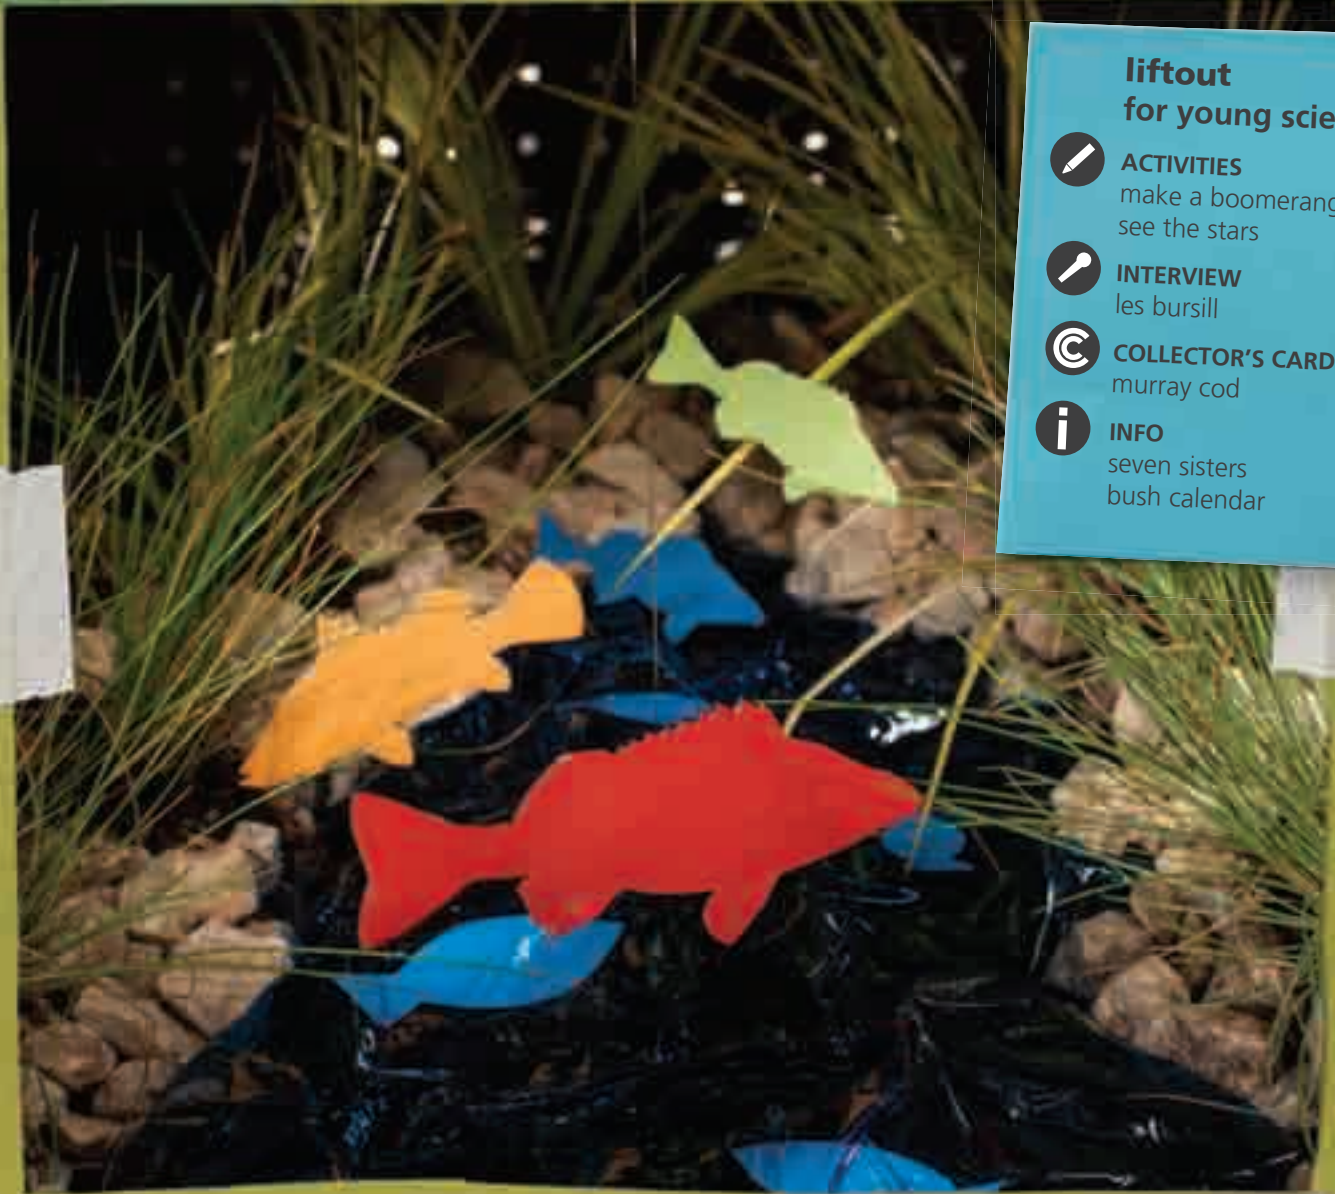 liftout
for young scie
ACTIVITIES
make a boomerang
see the stars
INTERVIEW
les bursill
COLLECTOR'S CARD
murray cod
INFO
seven sisters
bush calendar